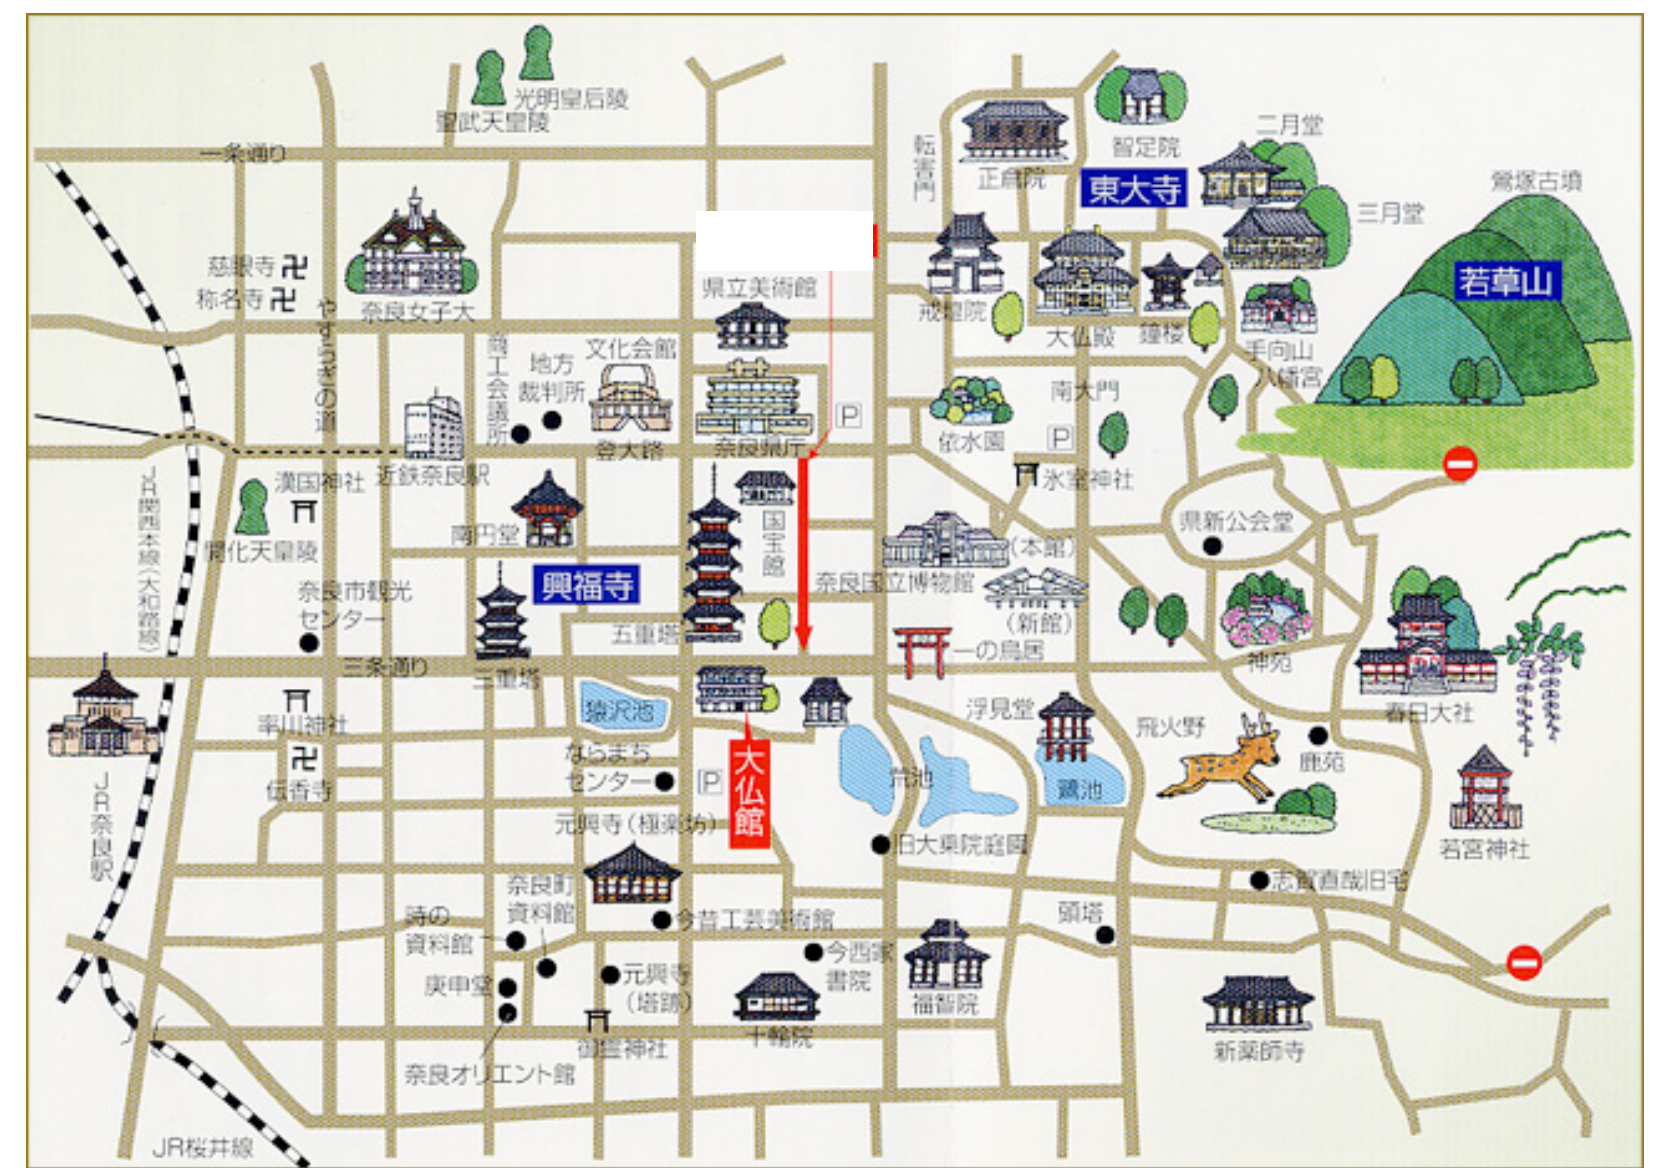 光明皇后陵
聖武天皇陵
一条通り
転害門
正倉院
智足院
東大寺
二月堂
三月堂
鶯塚古墳
若草山
慈眼寺
称名寺
奈良女子大
やすらぎの道
県立美術館
戒壇院
大仏殿
鐘楼
手向山
八幡宮
商工会議所
地方
裁判所
文化会館
登大路
奈良県庁
P
依水園
南大門
P
氷室神社
近鉄奈良駅
漢国神社
開化天皇陵
JR関西本線(大和路線)
南円堂
興福寺
国宝館
五重塔
奈良国立博物館
(本館)
(新館)
県新公会堂
奈良市観光
センター
三条通り
三重塔
一の鳥居
神苑
春日大社
率川神社
猿沢池
浮見堂
飛火野
鹿苑
伝香寺
ならまち
センター
P
大仏館
荒池
鷺池
若宮神社
JR奈良駅
元興寺(極楽坊)
旧大乗院庭園
志賀直哉旧宅
奈良町
資料館
時の
資料館
今昔工芸美術館
頭塔
今西家
書院
福智院
庚申堂
元興寺
(塔跡)
十輪院
新薬師寺
御霊神社
奈良オリエント館
JR桜井線